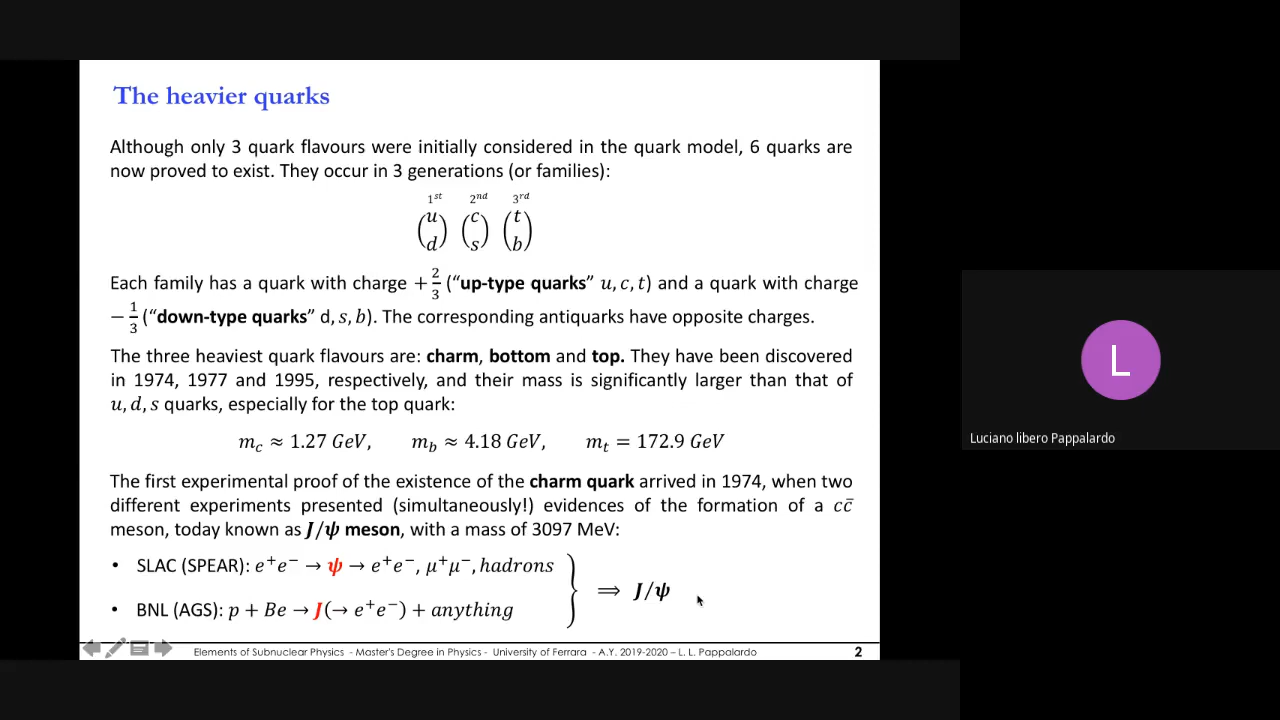 The heavier quarks
Although only 3 quark flavours were initially considered in the quark model, 6 quarks are
now proved to exist. They occur in 3 generations (or families):
1st 2nd 3rd
(u d) (c s) (t b)
Each family has a quark with charge +2/3 (“up-type quarks” u, c, t) and a quark with charge
−1/3 (“down-type quarks” d, s, b). The corresponding antiquarks have opposite charges.
The three heaviest quark flavours are: charm, bottom and top. They have been discovered
in 1974, 1977 and 1995, respectively, and their mass is significantly larger than that of
u, d, s quarks, especially for the top quark:
m_c ≈ 1.27 GeV, m_b ≈ 4.18 GeV, m_t = 172.9 GeV
The first experimental proof of the existence of the charm quark arrived in 1974, when two
different experiments presented (simultaneously!) evidences of the formation of a cc̄
meson, today known as J/ψ meson, with a mass of 3097 MeV:
• SLAC (SPEAR): e⁺e⁻ → ψ → e⁺e⁻, μ⁺μ⁻, hadrons
⟹ J/ψ
• BNL (AGS): p + Be → J(→ e⁺e⁻) + anything
Elements of Subnuclear Physics - Master's Degree in Physics - University of Ferrara - A.Y. 2019-2020 – L. L. Pappalardo 2
L
Luciano libero Pappalardo